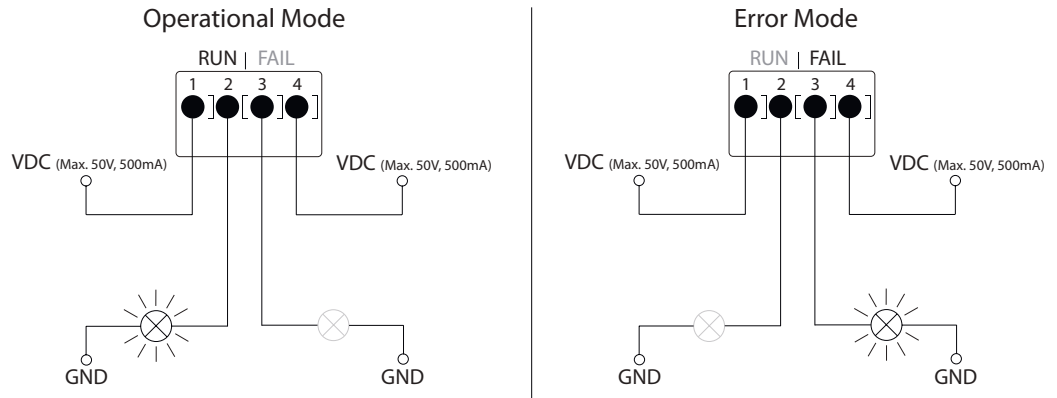 Operational Mode
RUN | FAIL
1 2 3 4
VDC (Max. 50V, 500mA)
VDC (Max. 50V, 500mA)
GND
GND
Error Mode
RUN | FAIL
1 2 3 4
VDC (Max. 50V, 500mA)
VDC (Max. 50V, 500mA)
GND
GND